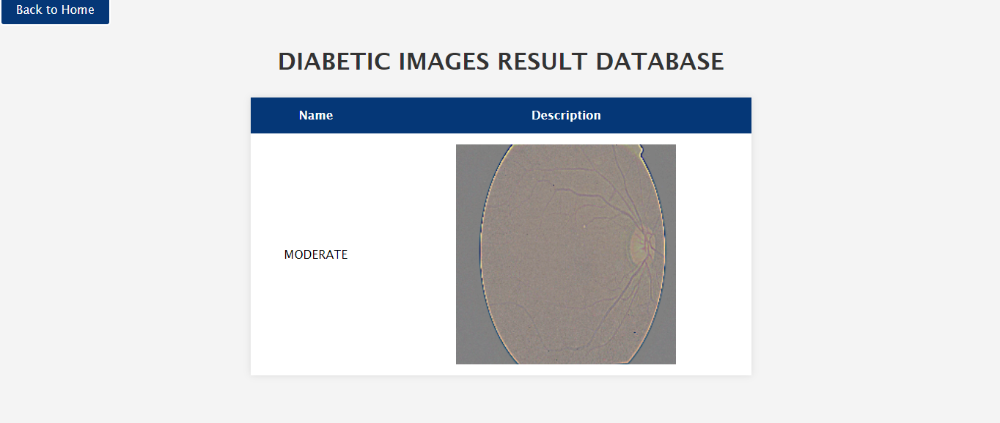 Back to Home
DIABETIC IMAGES RESULT DATABASE
Name Description
MODERATE